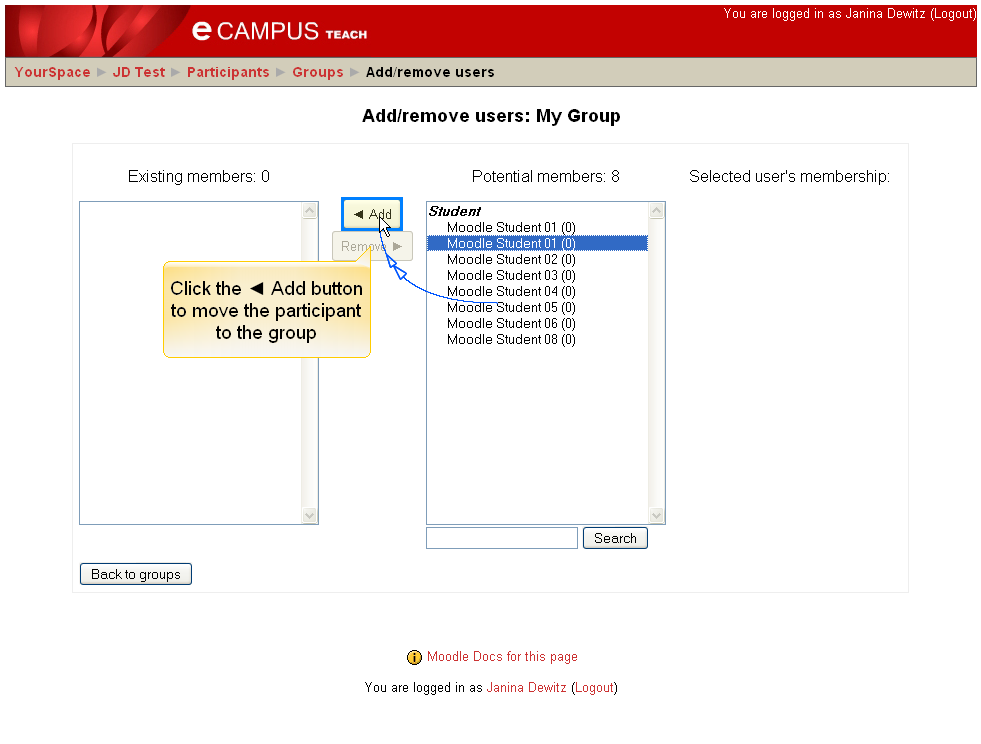 You are logged in as Janina Dewitz (Logout)
e CAMPUS TEACH
YourSpace ► JD Test ► Participants ► Groups ► Add/remove users
Add/remove users: My Group
Existing members: 0
Potential members: 8
Selected user's membership:
◄ Add
Remove ►
Click the ◄ Add button
to move the participant
to the group
Student
Moodle Student 01 (0)
Moodle Student 01 (0)
Moodle Student 02 (0)
Moodle Student 03 (0)
Moodle Student 04 (0)
Moodle Student 05 (0)
Moodle Student 06 (0)
Moodle Student 08 (0)
Search
Back to groups
Moodle Docs for this page
You are logged in as Janina Dewitz (Logout)